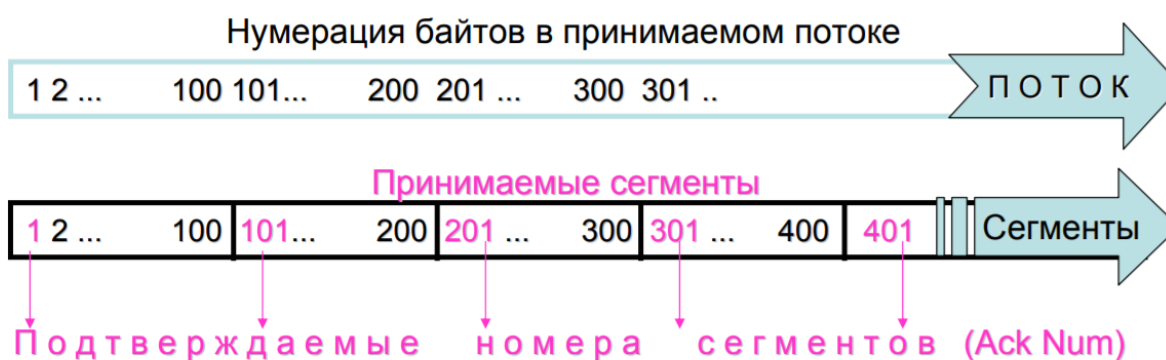 Нумерация байтов в принимаемом потоке
1 2 ... 100 101... 200 201 ... 300 301 .. П О Т О К
Принимаемые сегменты
1 2 ... 100 101... 200 201 ... 300 301 ... 400 401 Сегменты
П о д т в е р ж д а е м ы е н о м е р а с е г м е н т о в (Ack Num)